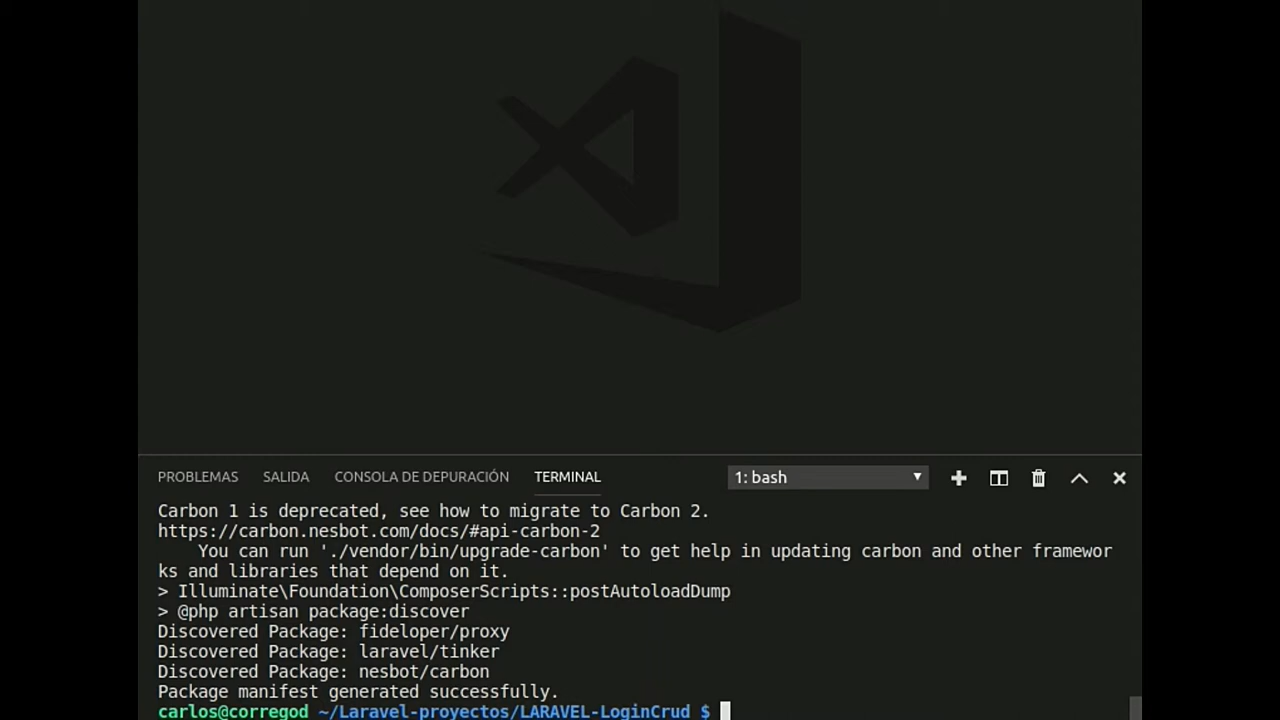 PROBLEMAS SALIDA CONSOLA DE DEPURACIÓN TERMINAL 1: bash
Carbon 1 is deprecated, see how to migrate to Carbon 2.
https://carbon.nesbot.com/docs/#api-carbon-2
You can run './vendor/bin/upgrade-carbon' to get help in updating carbon and other framewor
ks and libraries that depend on it.
> Illuminate\Foundation\ComposerScripts::postAutoloadDump
> @php artisan package:discover
Discovered Package: fideloper/proxy
Discovered Package: laravel/tinker
Discovered Package: nesbot/carbon
Package manifest generated successfully.
carlos@corregod ~/Laravel-proyectos/LARAVEL-LoginCrud $